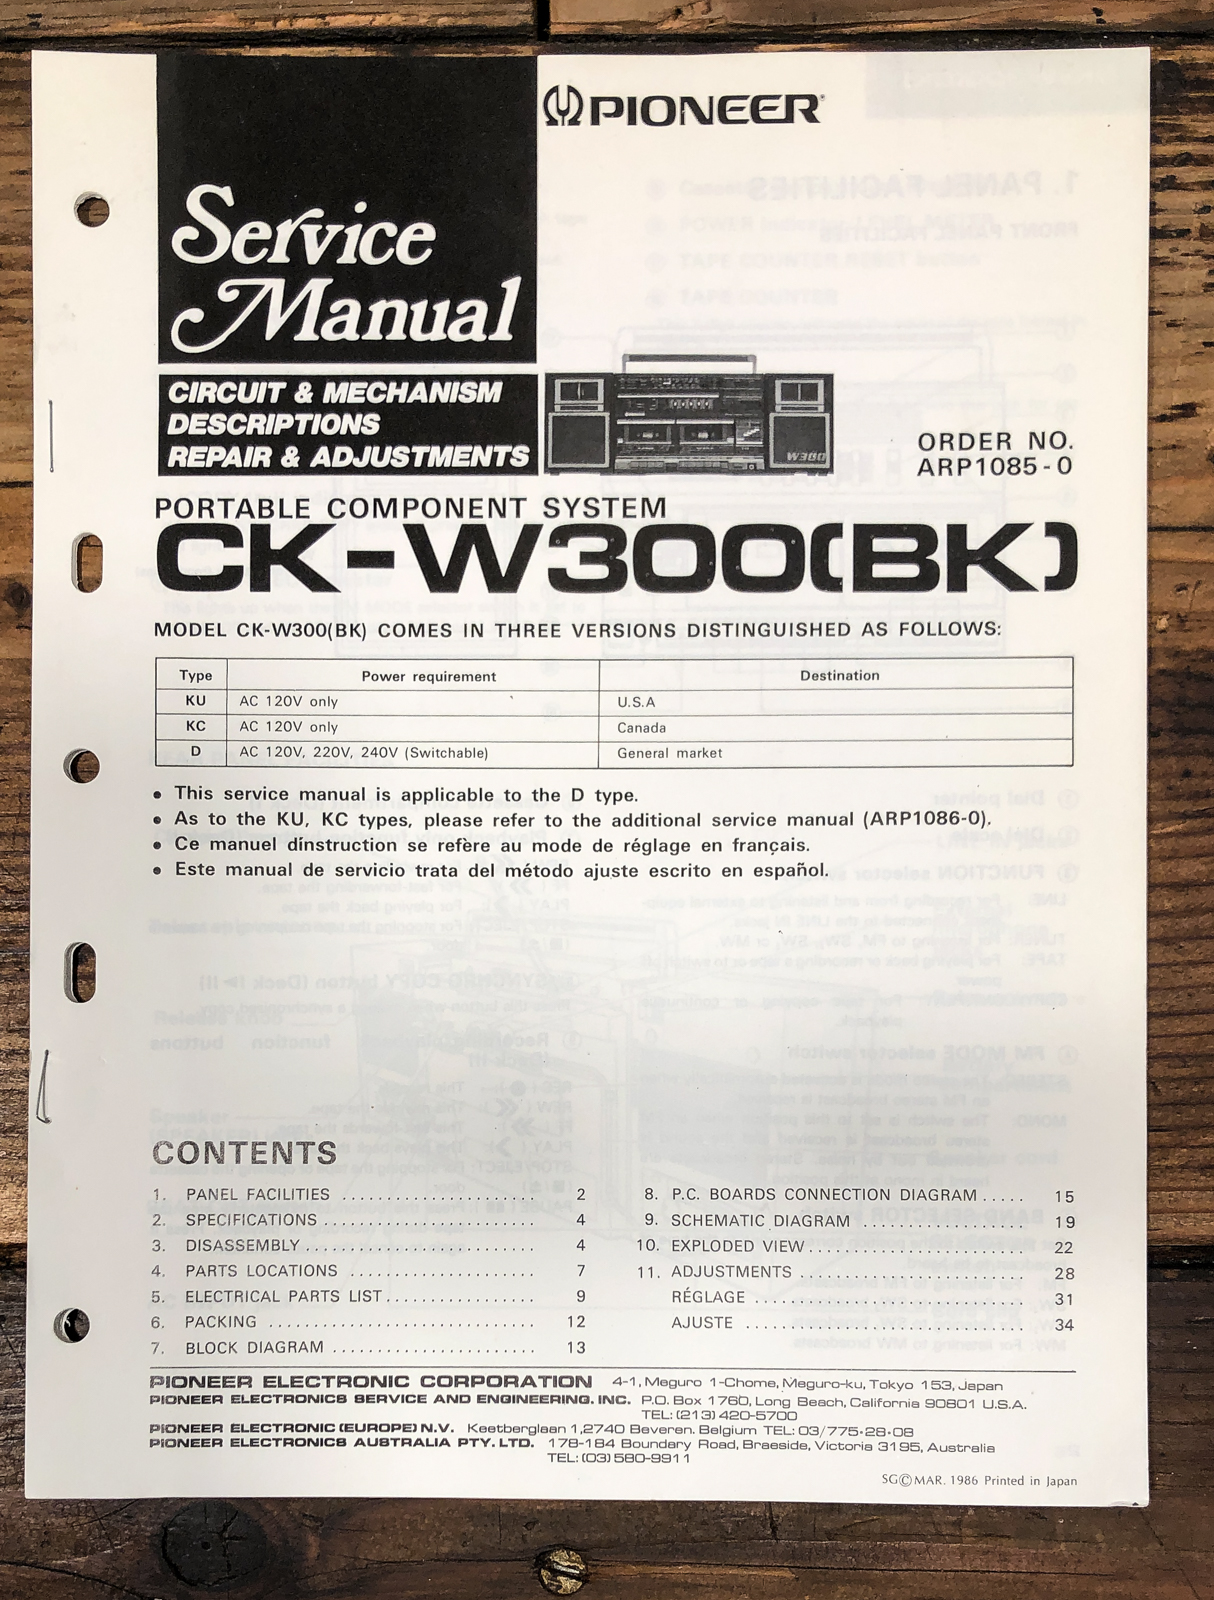 PIONEER
Service
Manual
CIRCUIT & MECHANISM
DESCRIPTIONS
REPAIR & ADJUSTMENTS
W300
ORDER NO.
ARP1085-0
PORTABLE COMPONENT SYSTEM
CK-W300(BK)
MODEL CK-W300(BK) COMES IN THREE VERSIONS DISTINGUISHED AS FOLLOWS:
Type Power requirement Destination
KU AC 120V only U.S.A
KC AC 120V only Canada
D AC 120V, 220V, 240V (Switchable) General market
• This service manual is applicable to the D type.
• As to the KU, KC types, please refer to the additional service manual (ARP1086-0).
• Ce manuel dinstruction se refère au mode de réglage en français.
• Este manual de servicio trata del método ajuste escrito en español.
CONTENTS
1. PANEL FACILITIES ........................ 2
2. SPECIFICATIONS ........................ 4
3. DISASSEMBLY ........................ 4
4. PARTS LOCATIONS ........................ 7
5. ELECTRICAL PARTS LIST ........................ 9
6. PACKING ........................ 12
7. BLOCK DIAGRAM ........................ 13
8. P.C. BOARDS CONNECTION DIAGRAM ..... 15
9. SCHEMATIC DIAGRAM ........................ 19
10. EXPLODED VIEW ........................ 22
11. ADJUSTMENTS ........................ 28
RÉGLAGE ........................ 31
AJUSTE ........................ 34
PIONEER ELECTRONIC CORPORATION 4-1, Meguro 1-Chome, Meguro-ku, Tokyo 153, Japan
PIONEER ELECTRONICS SERVICE AND ENGINEERING. INC. P.O. Box 1760, Long Beach, California 90801 U.S.A.
TEL: (213) 420-5700
PIONEER ELECTRONIC (EUROPE) N.V. Keetberglaan 1, 2740 Beveren. Belgium TEL: 03/775·28·08
PIONEER ELECTRONICS AUSTRALIA PTY. LTD. 178-184 Boundary Road, Braeside, Victoria 3195, Australia
TEL: (03) 580-9911
SG © MAR. 1986 Printed in Japan